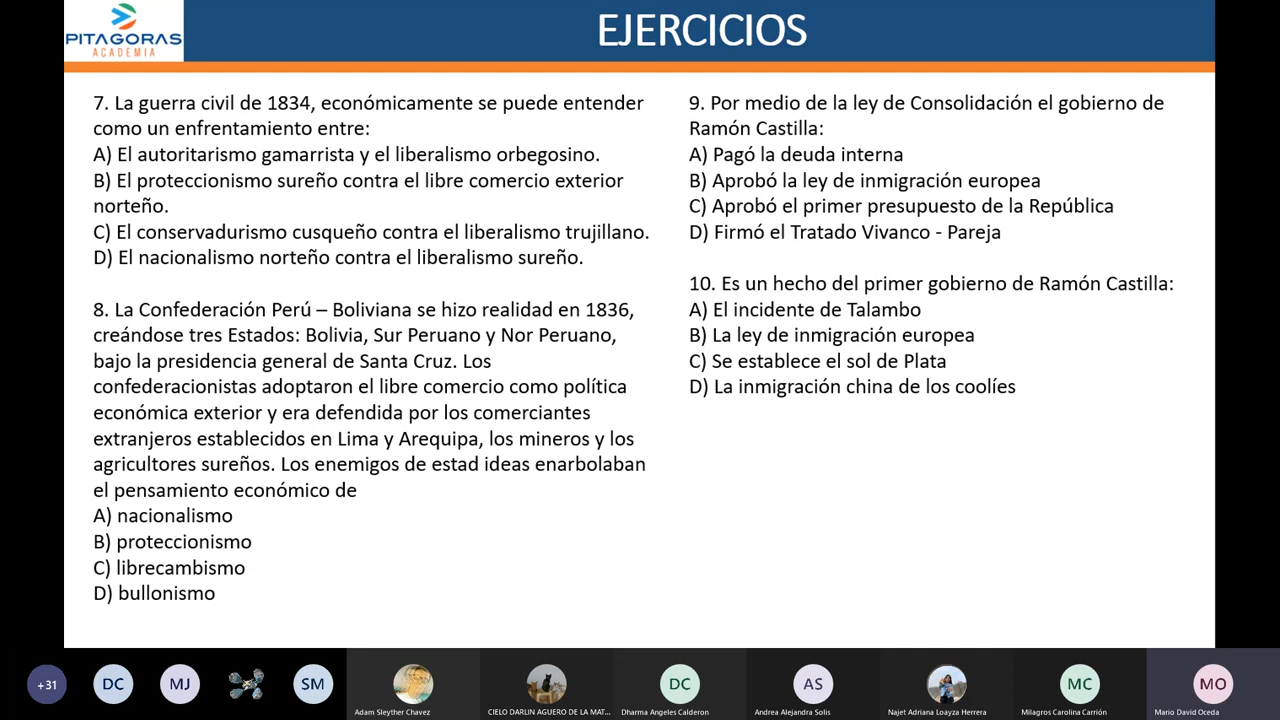 PITAGORAS
ACADEMIA
EJERCICIOS
7. La guerra civil de 1834, económicamente se puede entender
como un enfrentamiento entre:
A) El autoritarismo gamarrista y el liberalismo orbegosino.
B) El proteccionismo sureño contra el libre comercio exterior
norteño.
C) El conservadurismo cusqueño contra el liberalismo trujillano.
D) El nacionalismo norteño contra el liberalismo sureño.
8. La Confederación Perú – Boliviana se hizo realidad en 1836,
creándose tres Estados: Bolivia, Sur Peruano y Nor Peruano,
bajo la presidencia general de Santa Cruz. Los
confederacionistas adoptaron el libre comercio como política
económica exterior y era defendida por los comerciantes
extranjeros establecidos en Lima y Arequipa, los mineros y los
agricultores sureños. Los enemigos de estad ideas enarbolaban
el pensamiento económico de
A) nacionalismo
B) proteccionismo
C) librecambismo
D) bullonismo
9. Por medio de la ley de Consolidación el gobierno de
Ramón Castilla:
A) Pagó la deuda interna
B) Aprobó la ley de inmigración europea
C) Aprobó el primer presupuesto de la República
D) Firmó el Tratado Vivanco - Pareja
10. Es un hecho del primer gobierno de Ramón Castilla:
A) El incidente de Talambo
B) La ley de inmigración europea
C) Se establece el sol de Plata
D) La inmigración china de los coolíes
+31
DC
MJ
SM
DC
AS
MC
MO
Adam Sleyther Chavez
CIELO DARLIN AGUERO DE LA MAT...
Dharma Angeles Calderon
Andrea Alejandra Solis
Najet Adriana Loayza Herrera
Milagros Carolina Carrión
Mario David Oceda